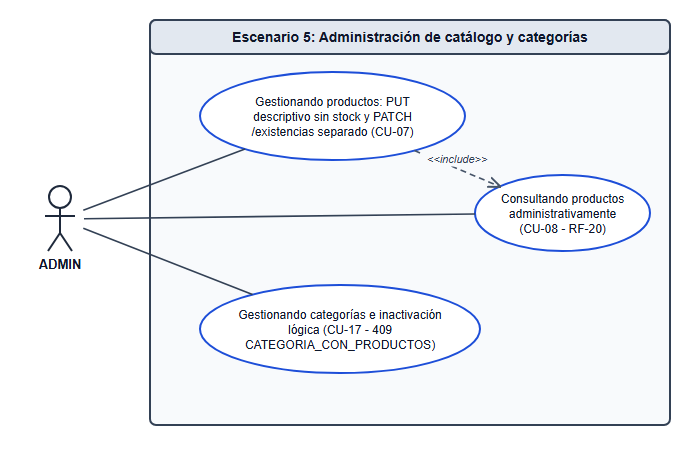 Escenario 5: Administración de catálogo y categorías
Gestionando productos: PUT
descriptivo sin stock y PATCH
/existencias separado (CU-07)
<<include>>
Consultando productos
administrativamente
(CU-08 - RF-20)
ADMIN
Gestionando categorías e inactivación
lógica (CU-17 - 409
CATEGORIA_CON_PRODUCTOS)